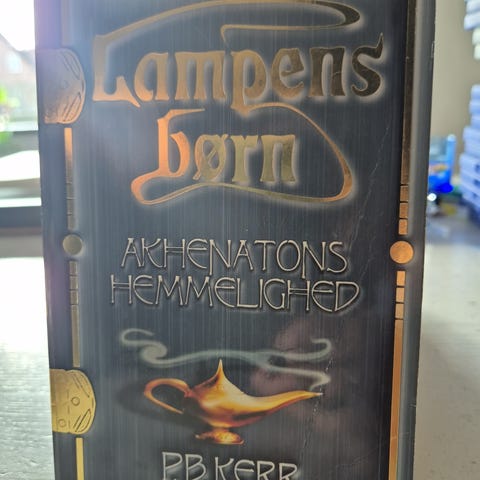 Lampens
børn
AKHENATONS
HEMMELIGHED
P.B. KERR